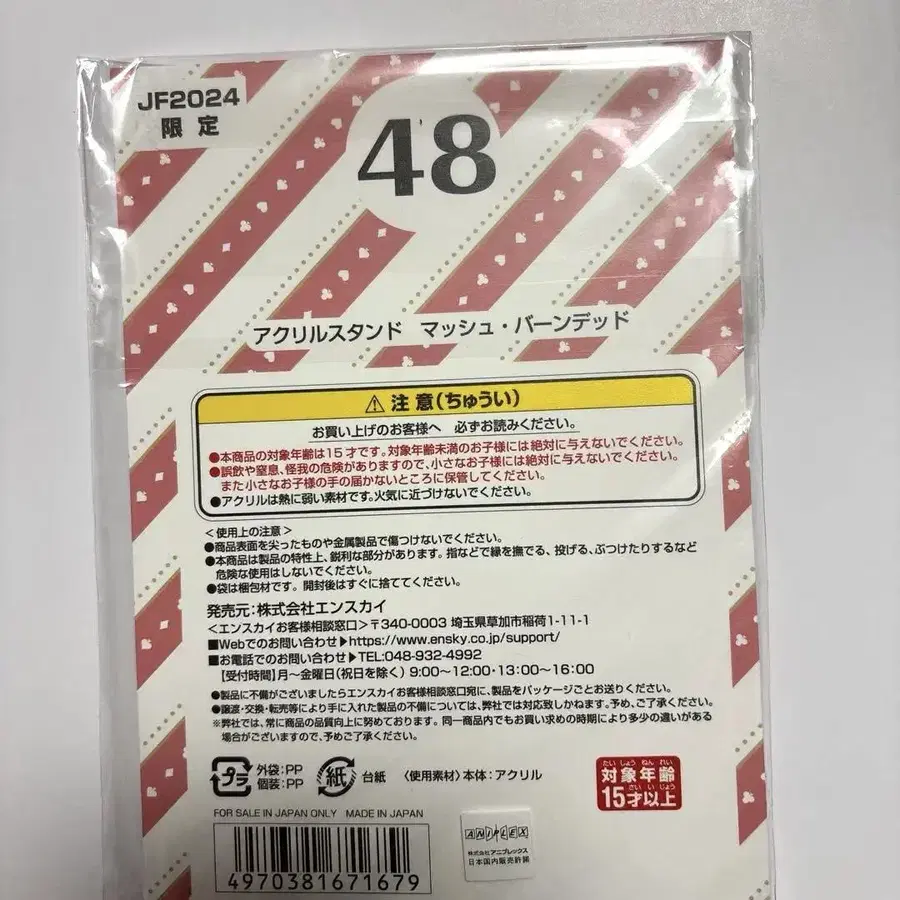 JF2024
限定
48
アクリルスタンド マッシュ・バーンデッド
⚠注意(ちゅうい)
お買い上げのお客様へ 必ずお読みください。
●本商品の対象年齢は15才です。対象年齢未満のお子様には絶対に与えないでください。
●誤飲や窒息、怪我の危険がありますので、小さなお子様には絶対に与えないでください。
また小さなお子様の手の届かないところに保管してください。
●アクリルは熱に弱い素材です。火気に近づけないでください。
<使用上の注意>
●商品表面を尖ったものや金属製品で傷つけないでください。
●本商品は製品の特性上、鋭利な部分があります。指などで縁を撫でる、投げる、ぶつけたりするなど
危険な使用はしないでください。
●袋は梱包材です。開封後はすぐに捨ててください。
発売元:株式会社エンスカイ
<エンスカイお客様相談窓口>〒340-0003 埼玉県草加市稲荷1-11-1
■Webでのお問い合わせ▶https://www.ensky.co.jp/support/
■お電話でのお問い合わせ▶TEL:048-932-4992
【受付時間】月~金曜日(祝日を除く) 9:00~12:00・13:00~16:00
●製品に不備がございましたらエンスカイお客様相談窓口宛に、製品をパッケージごとお送りください。
●譲渡・交換・転売等により手に入れた製品の不備については、弊社では対応致しかねます。予め、ご了承ください。
※弊社では、常に商品の品質向上に努めております。同一商品内でもお買い求めの時期により多少の違いがある
場合がございますので、予めご了承ください。
プラ 外袋:PP
個装:PP
紙 台紙
〈使用素材〉本体:アクリル
たいしょうねんれい
対象年齢
さいいじょう
15才以上
FOR SALE IN JAPAN ONLY MADE IN JAPAN
4970381671679
ANIPLEX
株式会社アニプレックス
日本国内販売許諾